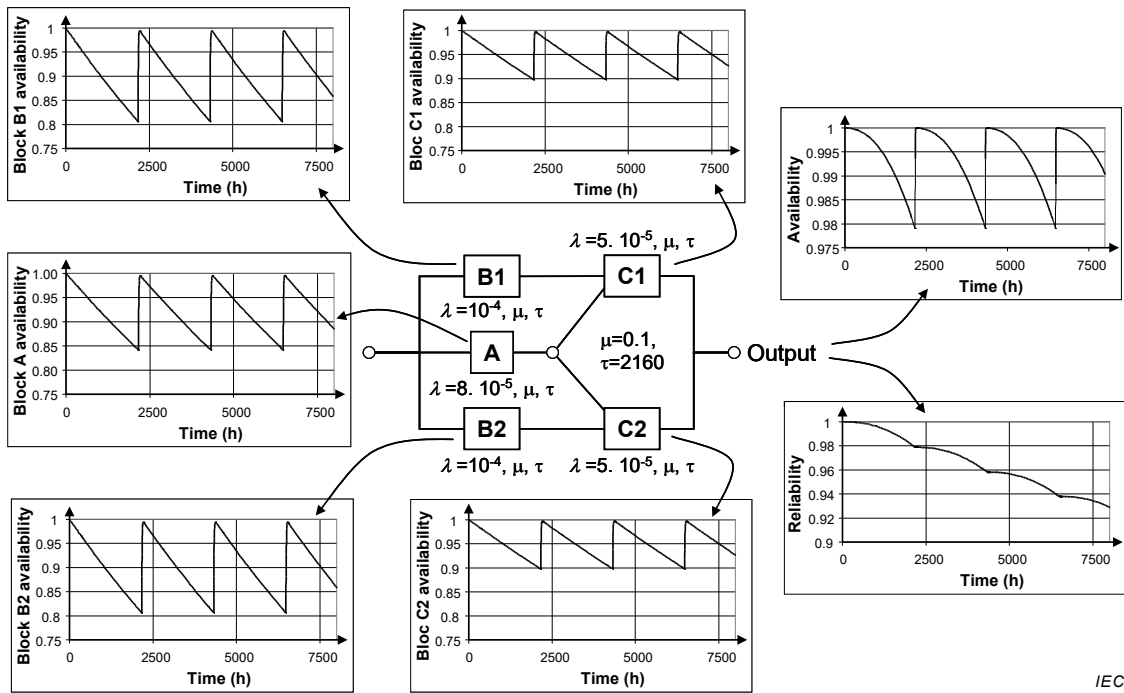 Block B1 availability
1
0.95
0.9
0.85
0.8
0.75
0 2500 5000 7500
Time (h)
Bloc C1 availability
1
0.95
0.9
0.85
0.8
0.75
0 2500 5000 7500
Time (h)
Availability
1
0.995
0.99
0.985
0.98
0.975
0 2500 5000 7500
Time (h)
Block A availability
1.00
0.95
0.90
0.85
0.80
0.75
0 2500 5000 7500
Time (h)
λ =5. 10⁻⁵, μ, τ
B1
C1
λ=10⁻⁴, μ, τ
A
μ=0.1,
τ=2160
Output
λ =8. 10⁻⁵, μ, τ
B2
C2
λ=10⁻⁴, μ, τ
λ =5. 10⁻⁵, μ, τ
Reliability
1
0.98
0.96
0.94
0.92
0.9
0 2500 5000 7500
Time (h)
Block B2 availability
1
0.95
0.9
0.85
0.8
0.75
0 2500 5000 7500
Time (h)
Bloc C2 availability
1
0.95
0.9
0.85
0.8
0.75
0 2500 5000 7500
Time (h)
IEC